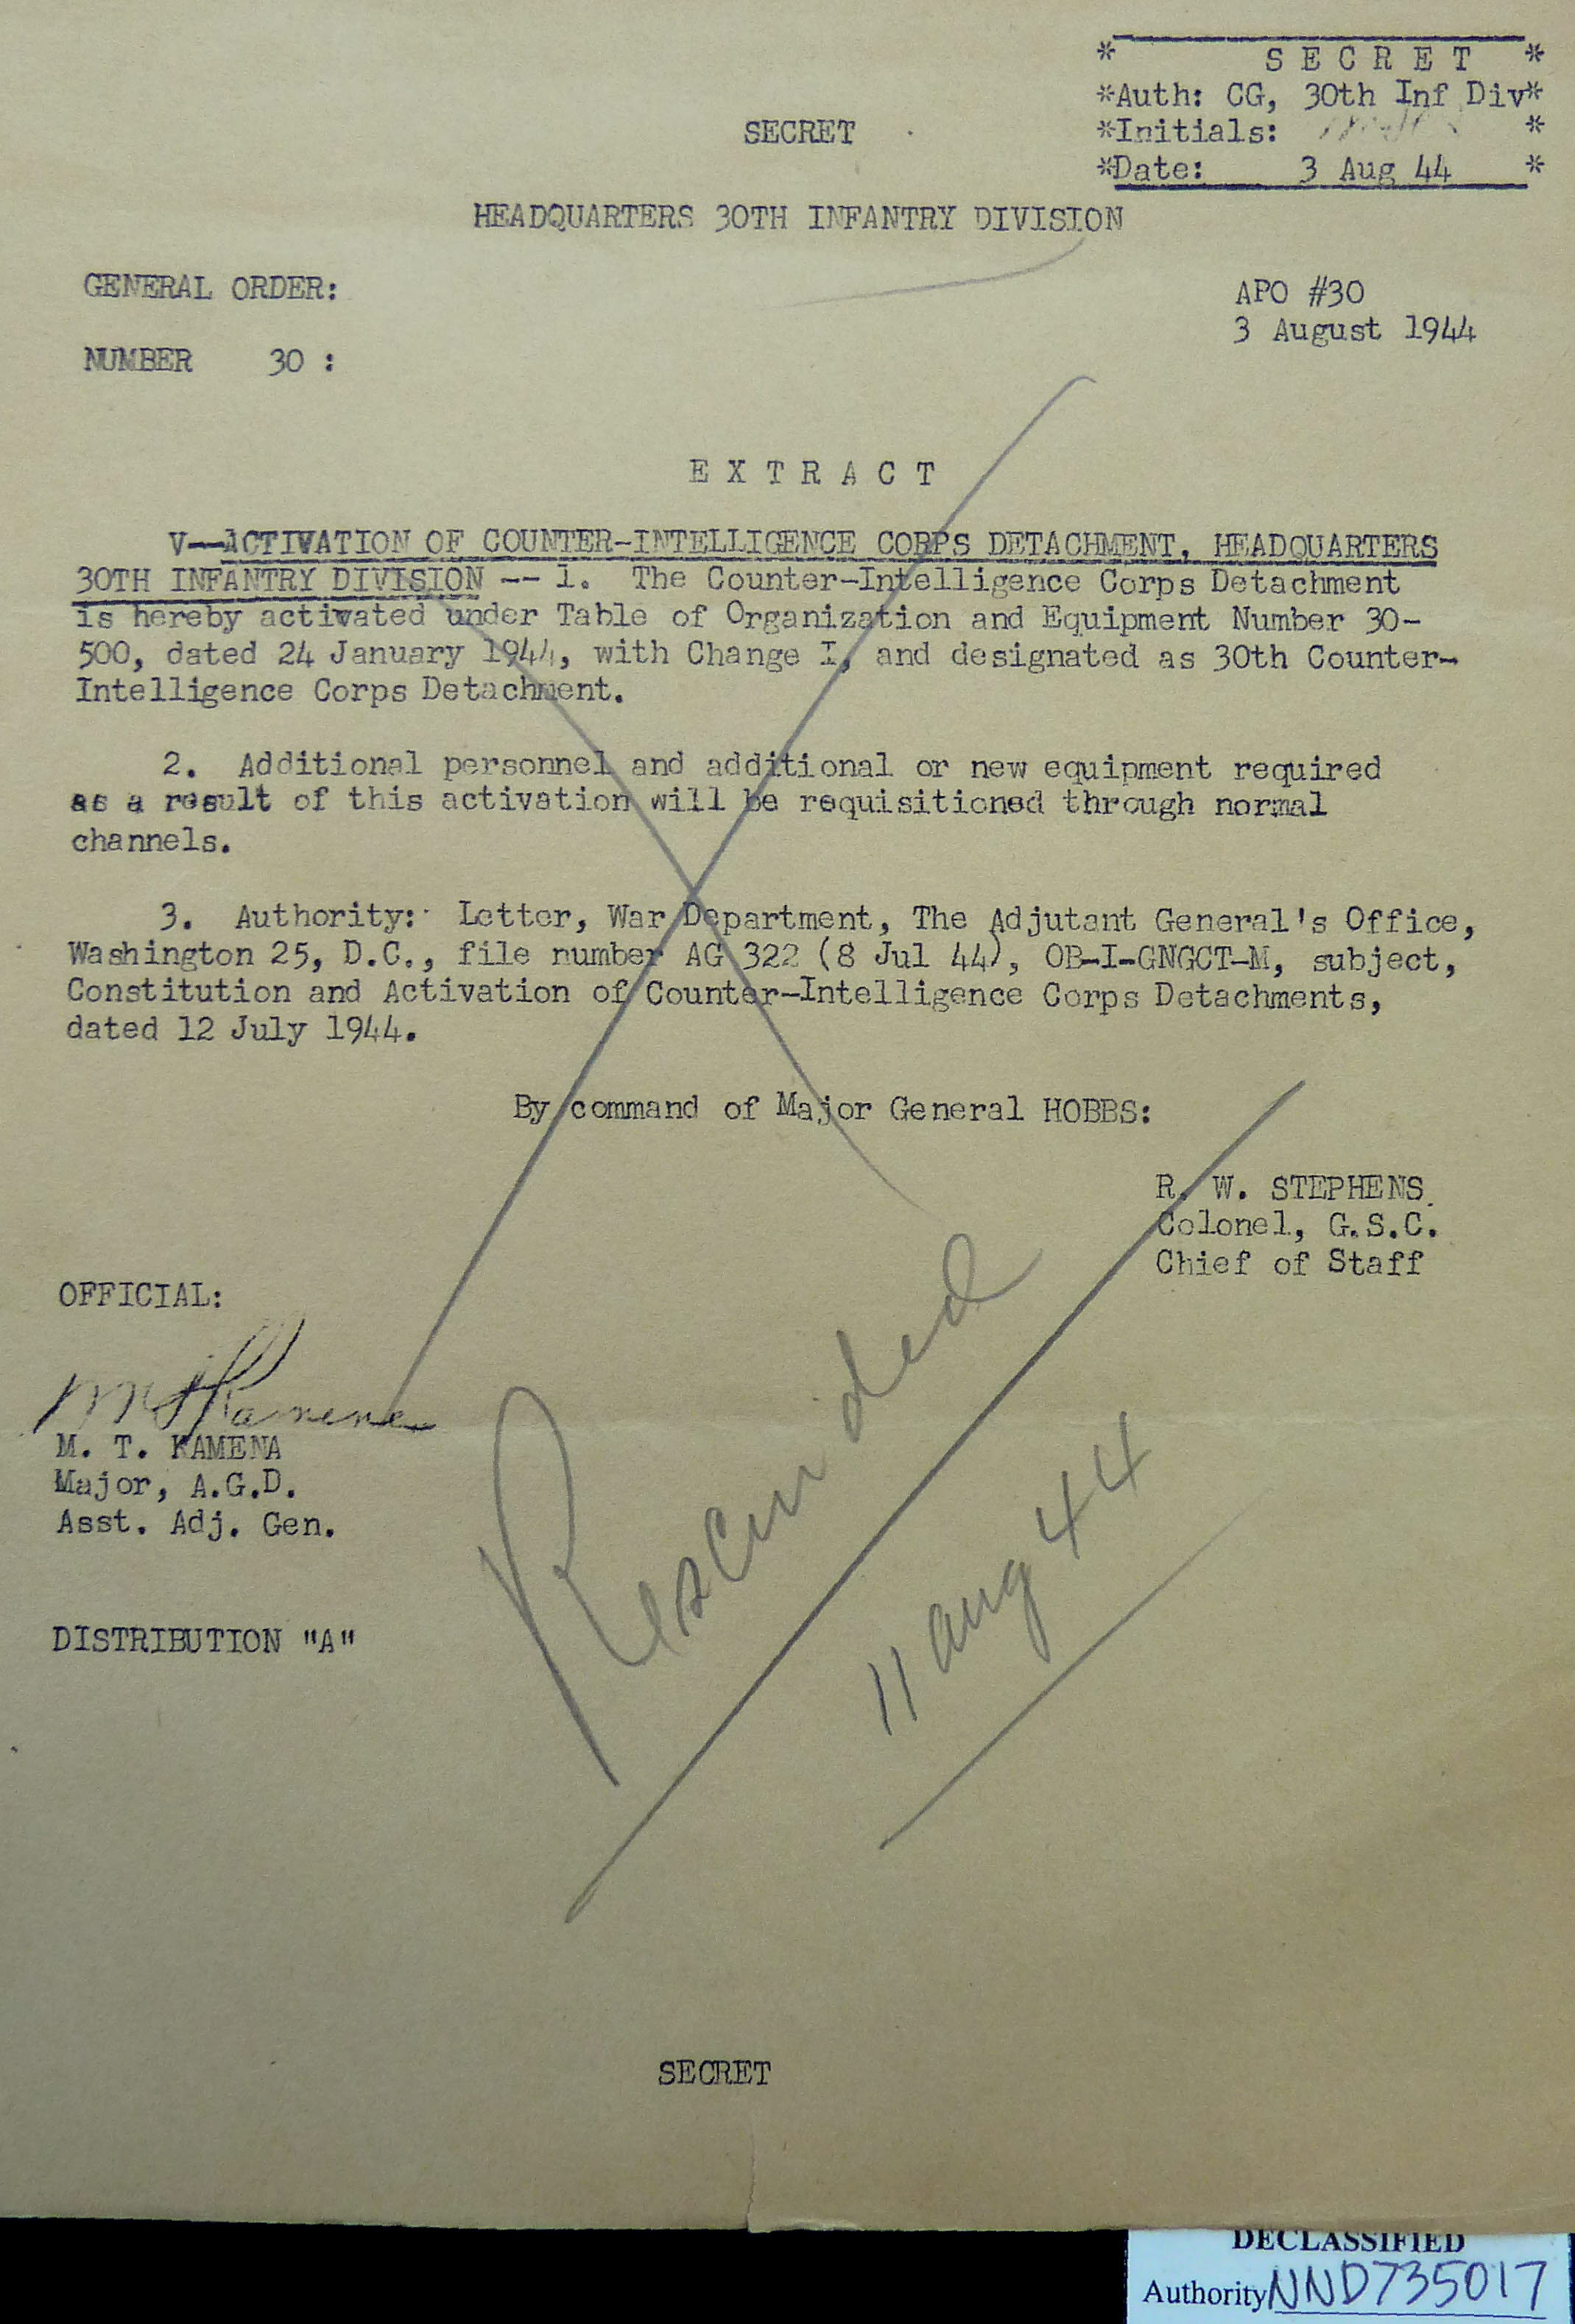 * S E C R E T *
*Auth: CG, 30th Inf Div*
*Initials: *
*Date: 3 Aug 44 *
SECRET
HEADQUARTERS 30TH INFANTRY DIVISION
GENERAL ORDER:
APO #30
3 August 1944
NUMBER 30 :
E X T R A C T
V--ACTIVATION OF COUNTER-INTELLIGENCE CORPS DETACHMENT, HEADQUARTERS
30TH INFANTRY DIVISION -- 1. The Counter-Intelligence Corps Detachment
is hereby activated under Table of Organization and Equipment Number 30-
500, dated 24 January 1944, with Change I, and designated as 30th Counter-
Intelligence Corps Detachment.
2. Additional personnel and additional or new equipment required
as a result of this activation will be requisitioned through normal
channels.
3. Authority: Letter, War Department, The Adjutant General's Office,
Washington 25, D.C., file number AG 322 (8 Jul 44), OB-I-GNGCT-M, subject,
Constitution and Activation of Counter-Intelligence Corps Detachments,
dated 12 July 1944.
By command of Major General HOBBS:
R. W. STEPHENS
Colonel, G.S.C.
Chief of Staff
OFFICIAL:
M T Kamena
M. T. KAMENA
Major, A.G.D.
Asst. Adj. Gen.
Rescinded
11 Aug 44
DISTRIBUTION "A"
SECRET
DECLASSIFIED
Authority NND735017